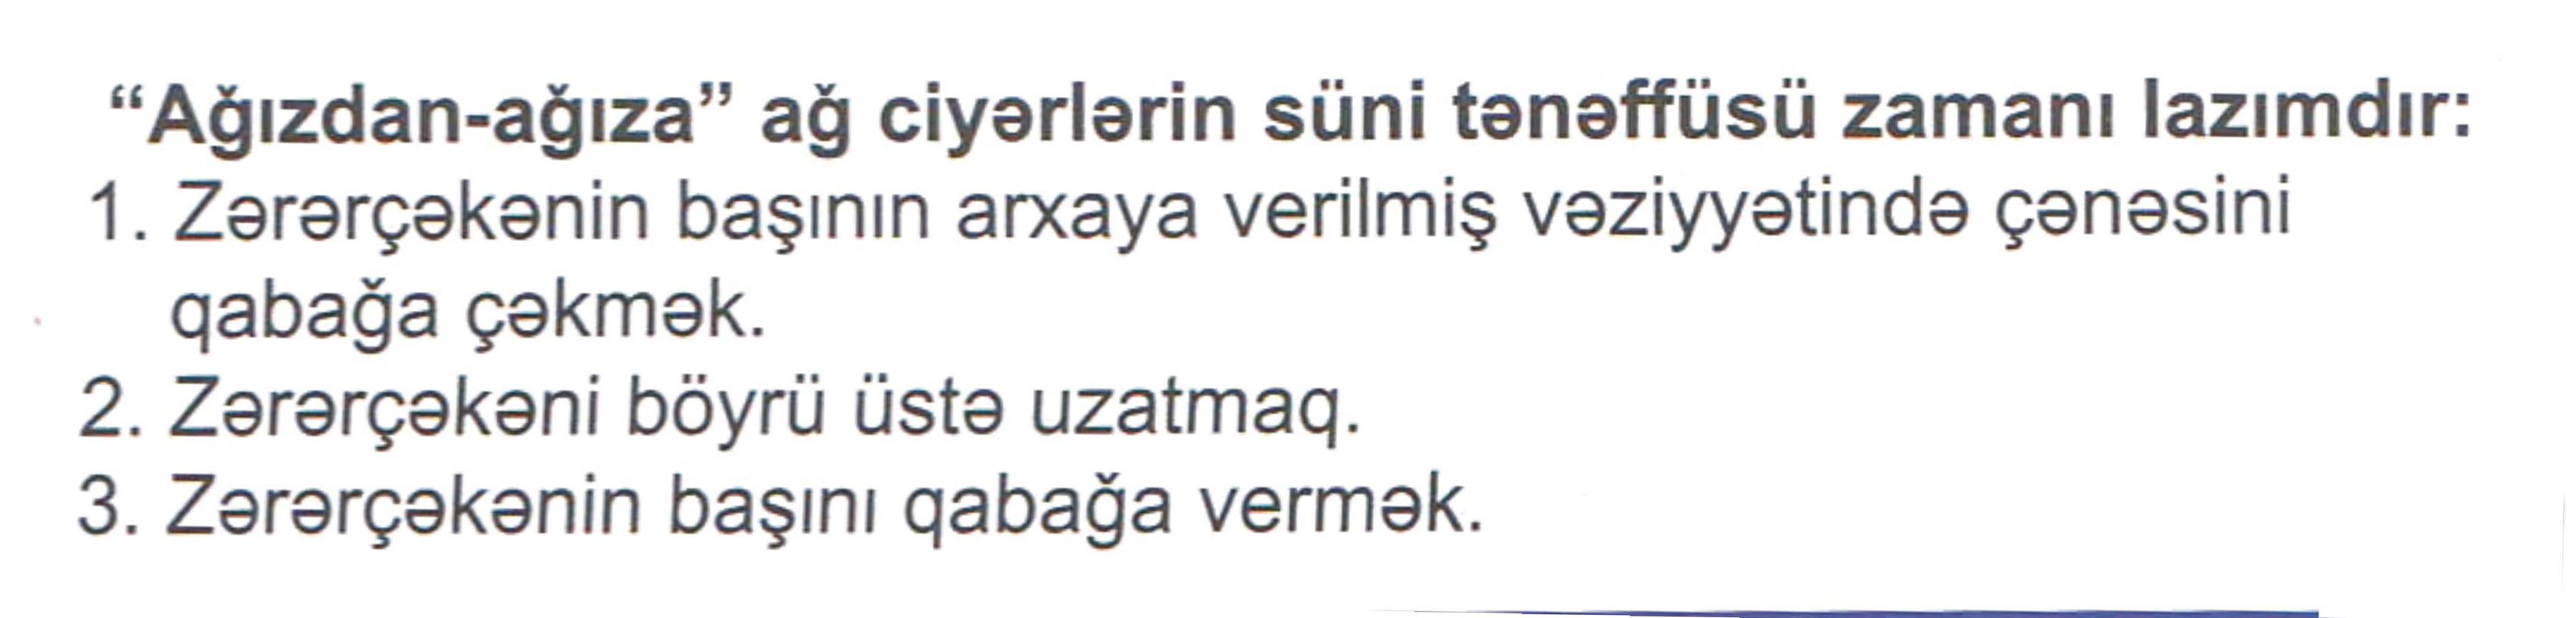 “Ağızdan-ağıza” ağ ciyərlərin süni tənəffüsü zamanı lazımdır:
1. Zərərçəkənin başının arxaya verilmiş vəziyyətində çənəsini
qabağa çəkmək.
2. Zərərçəkəni böyrü üstə uzatmaq.
3. Zərərçəkənin başını qabağa vermək.